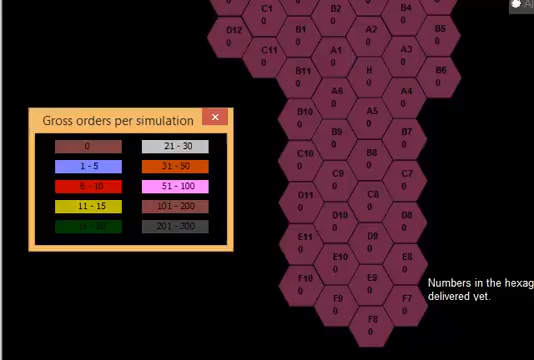 C1
0
B2
0
B4
0
D12
0
B1
0
A2
0
B5
0
C11
0
A1
0
A3
0
B11
0
H
0
B6
0
A6
0
A4
0
B10
0
A5
0
B9
0
B7
0
C10
0
B8
0
C9
0
C7
0
D11
0
C8
0
D10
0
D8
0
E11
0
D9
0
E10
0
E8
0
F10
0
E9
0
F9
0
F7
0
F8
0
Gross orders per simulation
0
21 - 30
1 - 5
31 - 50
6 - 10
51 - 100
11 - 15
101 - 200
16 - 20
201 - 300
Numbers in the hexag
delivered yet.